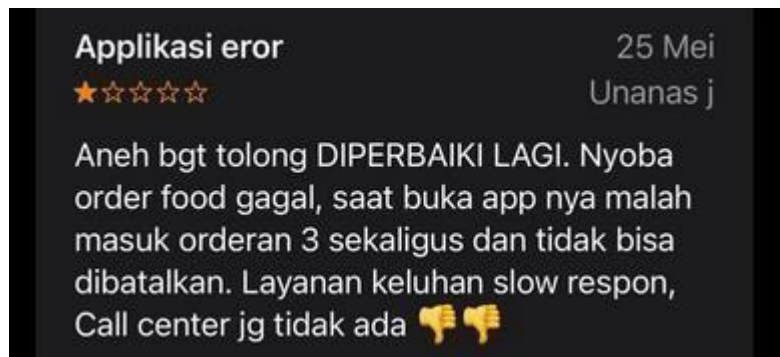 Applikasi eror
25 Mei
★☆☆☆☆
Unanas j
Aneh bgt tolong DIPERBAIKI LAGI. Nyoba
order food gagal, saat buka app nya malah
masuk orderan 3 sekaligus dan tidak bisa
dibatalkan. Layanan keluhan slow respon,
Call center jg tidak ada 👎👎